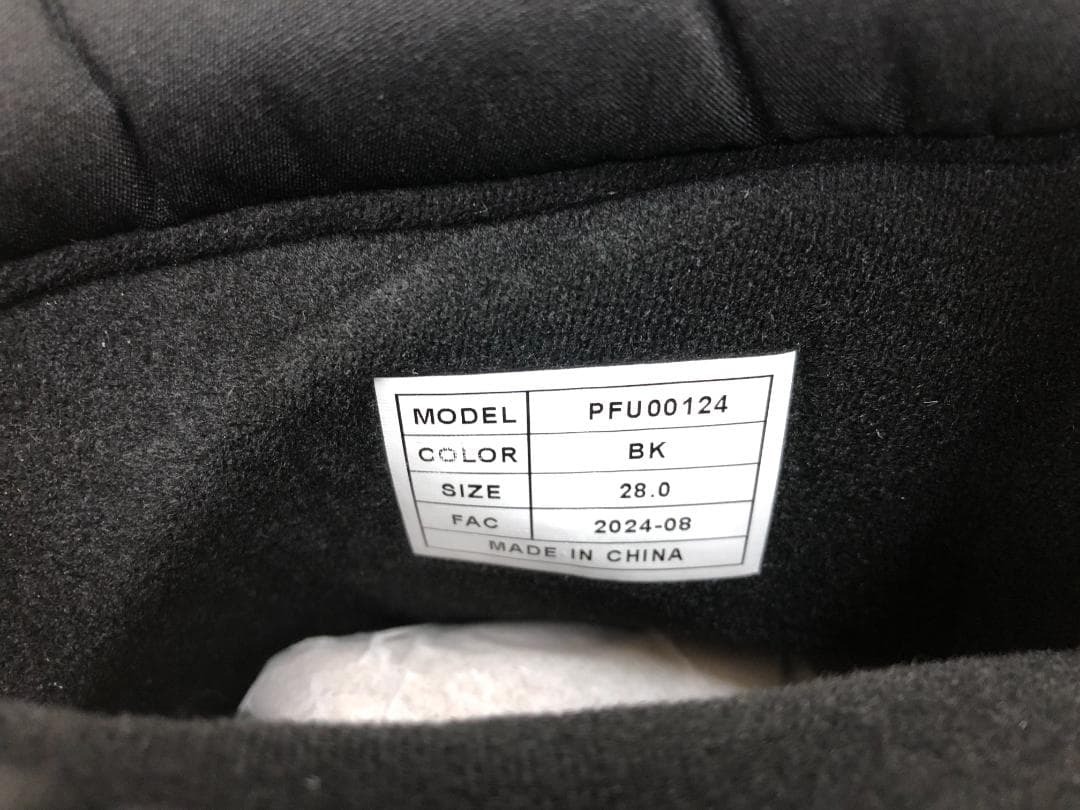 MODEL PFU00124
COLOR BK
SIZE 28.0
FAC 2024-08
MADE IN CHINA